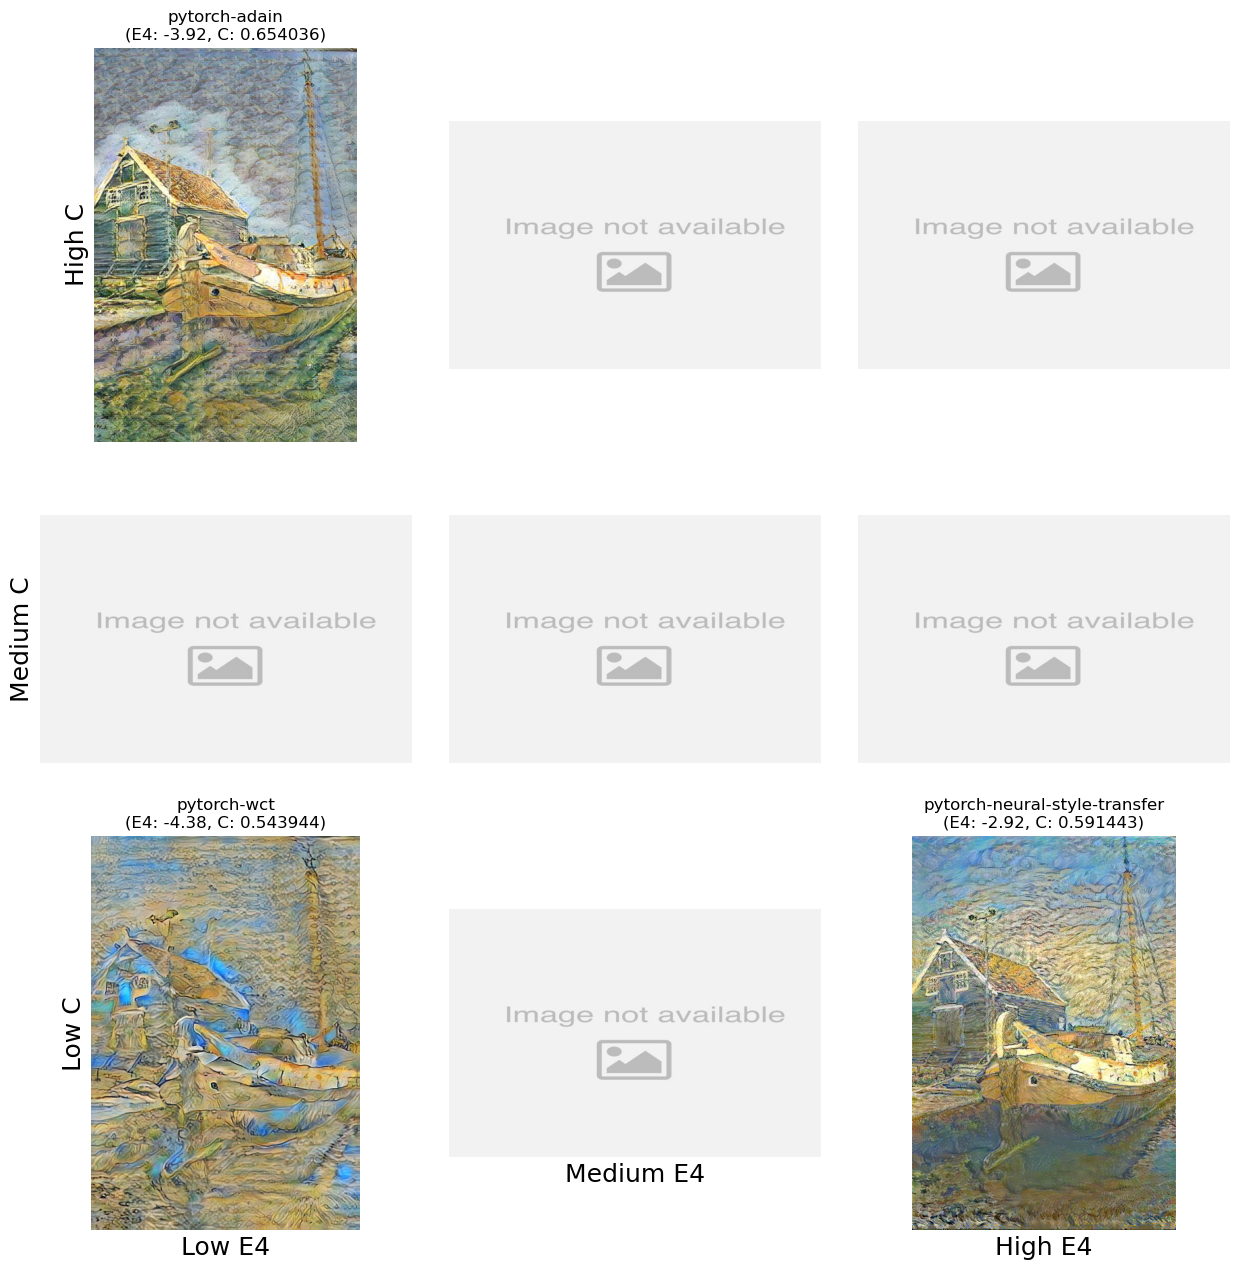 pytorch-adain
(E4: -3.92, C: 0.654036)
High C
Image not available
Image not available
Medium C
Image not available
Image not available
Image not available
pytorch-wct
(E4: -4.38, C: 0.543944)
pytorch-neural-style-transfer
(E4: -2.92, C: 0.591443)
Low C
Image not available
Low E4
Medium E4
High E4